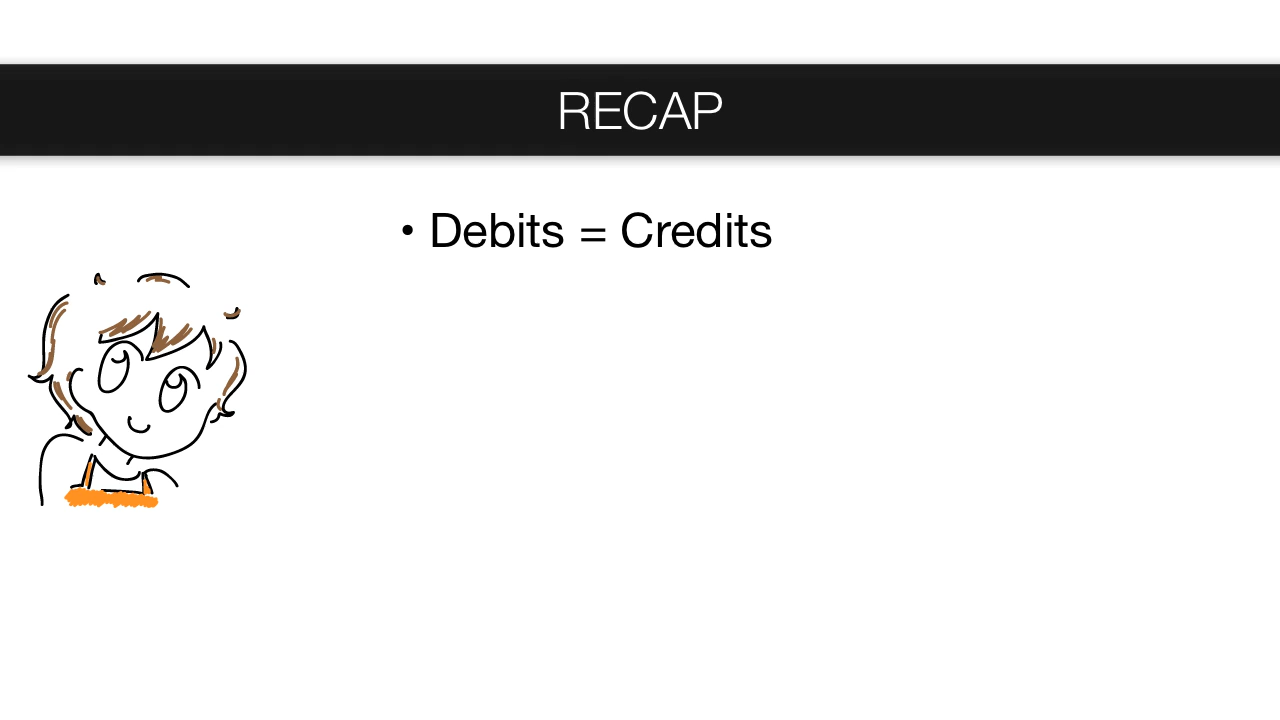 RECAP
• Debits = Credits